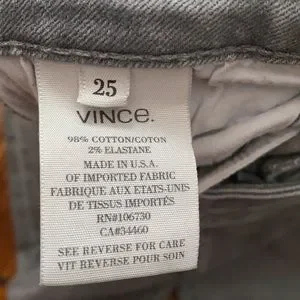 25
VINCE.
98% COTTON/COTON
2% ELASTANE
MADE IN U.S.A.
OF IMPORTED FABRIC
FABRIQUE AUX ETATS-UNIS
DE TISSUS IMPORTÉS
RN#106730
CA#34460
SEE REVERSE FOR CARE
VIT REVERSE POUR SOIN